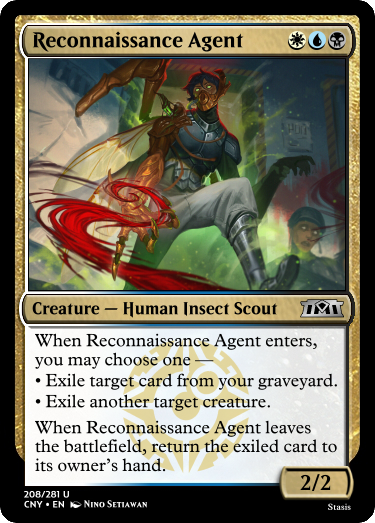 Reconnaissance Agent
Creature — Human Insect Scout
When Reconnaissance Agent enters,
you may choose one —
• Exile target card from your graveyard.
• Exile another target creature.
When Reconnaissance Agent leaves
the battlefield, return the exiled card to
its owner's hand.
2/2
208/281 U
CNY • EN Nino Setiawan
Stasis